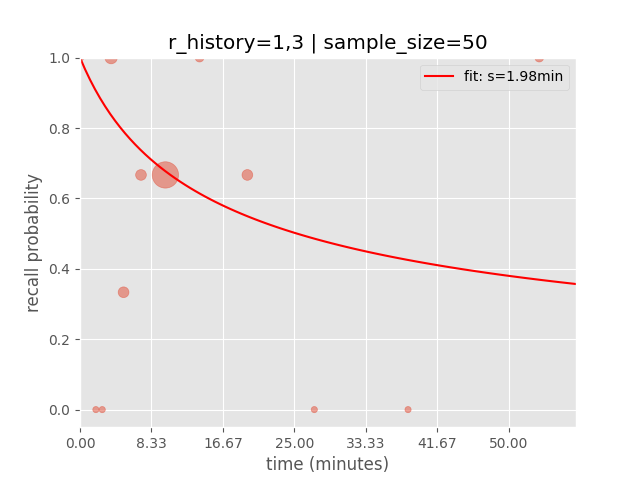 r_history=1,3 | sample_size=50
fit: s=1.98min
recall probability
1.0
0.8
0.6
0.4
0.2
0.0
0.00 8.33 16.67 25.00 33.33 41.67 50.00
time (minutes)